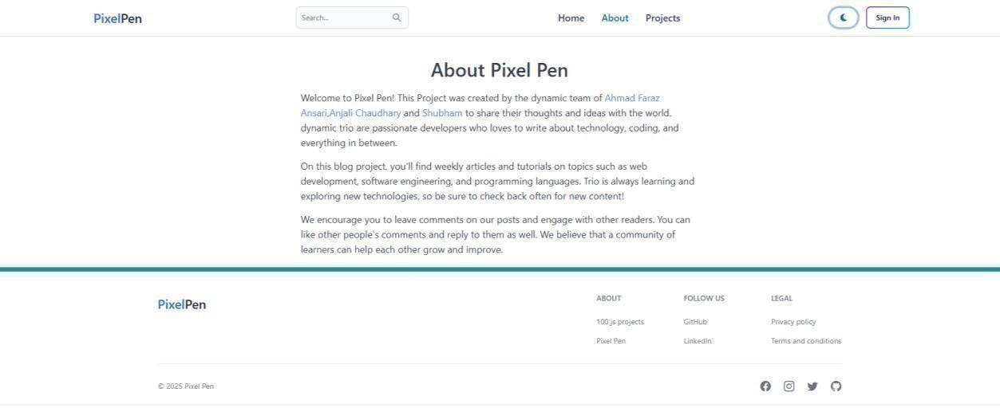 PixelPen
Search...
Home
About
Projects
Sign In
About Pixel Pen
Welcome to Pixel Pen! This Project was created by the dynamic team of Ahmad Faraz
Ansari,Anjali Chaudhary and Shubham to share their thoughts and ideas with the world.
dynamic trio are passionate developers who loves to write about technology, coding, and
everything in between.
On this blog project, you'll find weekly articles and tutorials on topics such as web
development, software engineering, and programming languages. Trio is always learning and
exploring new technologies, so be sure to check back often for new content!
We encourage you to leave comments on our posts and engage with other readers. You can
like other people's comments and reply to them as well. We believe that a community of
learners can help each other grow and improve.
PixelPen
ABOUT
100 js projects
Pixel Pen
FOLLOW US
GitHub
LinkedIn
LEGAL
Privacy policy
Terms and conditions
© 2025 Pixel Pen